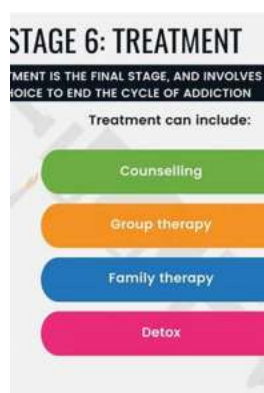 STAGE 6: TREATMENT
TMENT IS THE FINAL STAGE, AND INVOLVES
HOICE TO END THE CYCLE OF ADDICTION
Treatment can include:
Counselling
Group therapy
Family therapy
Detox